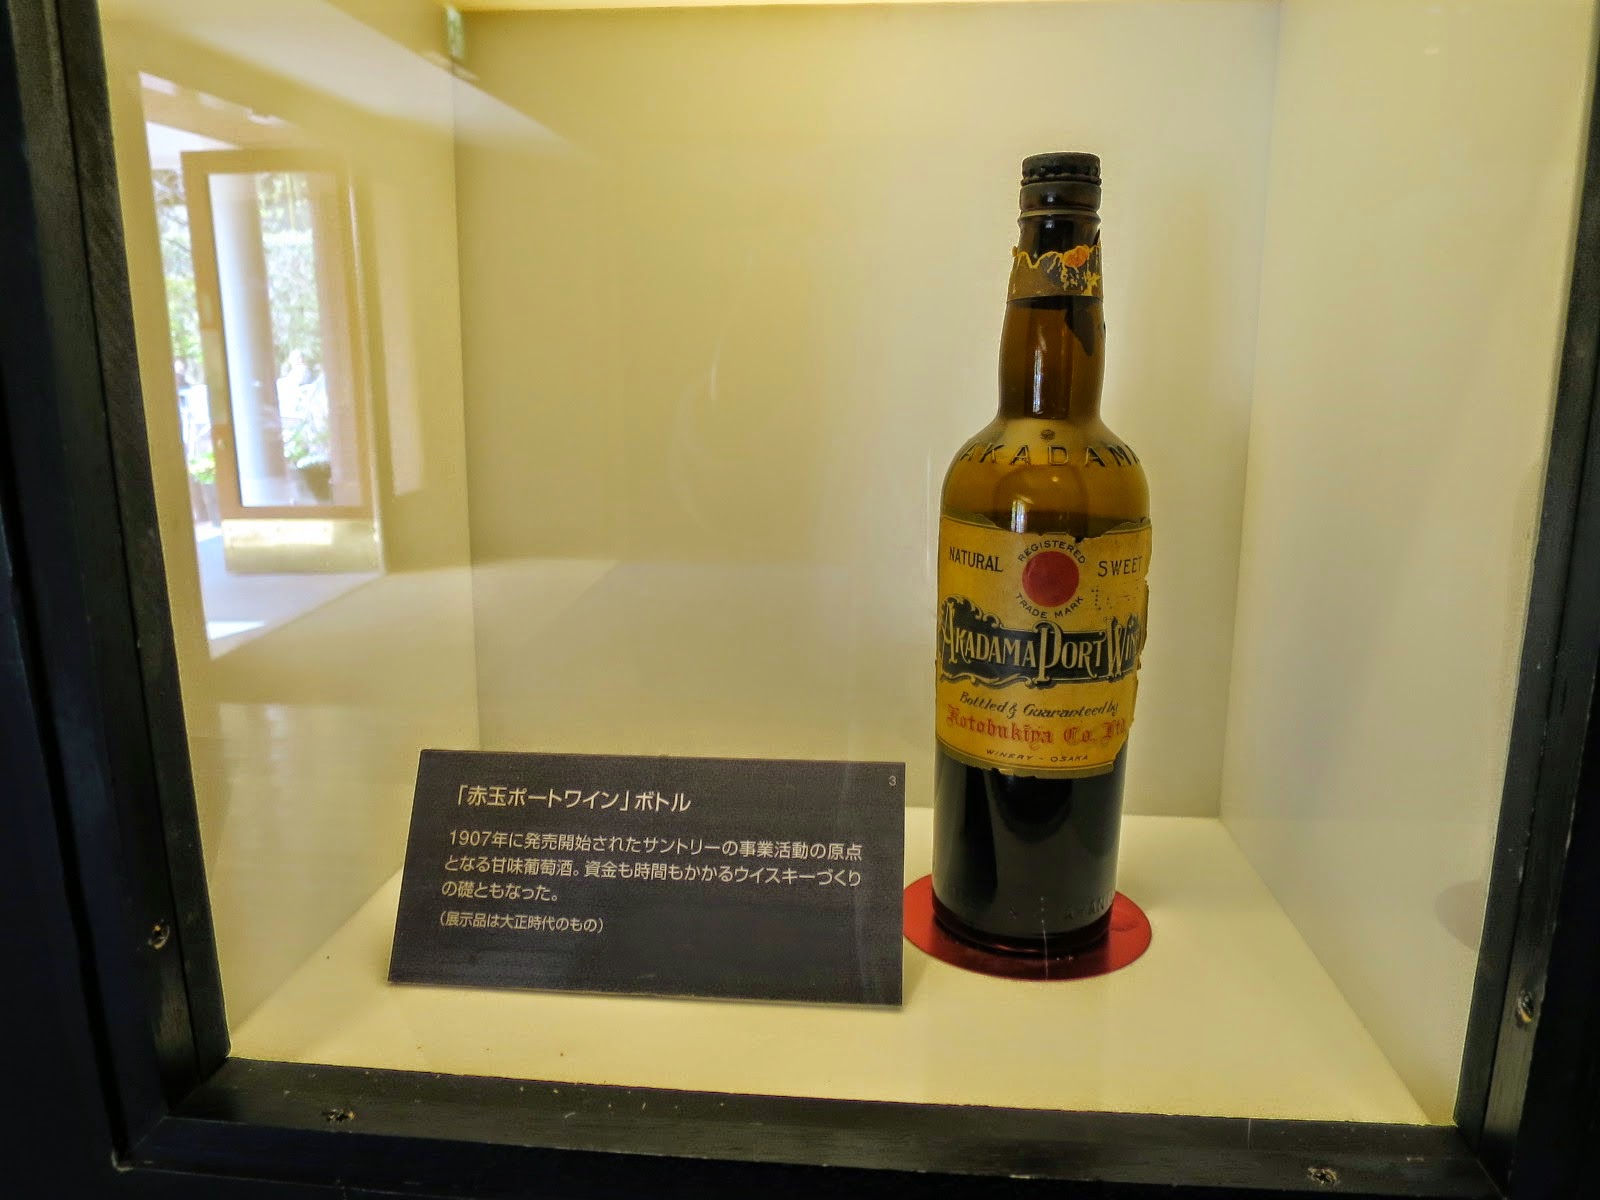 3
「赤玉ポートワイン」ボトル
1907年に発売開始されたサントリーの事業活動の原点
となる甘味葡萄酒。資金も時間もかかるウイスキーづくり
の礎ともなった。
（展示品は大正時代のもの）
AKADAMA
NATURAL
REGISTERED
SWEET
TRADE MARK
AKADAMA PORT WINE
Bottled & Guaranteed by
Kotobukiya Co. Ltd
WINERY - OSAKA